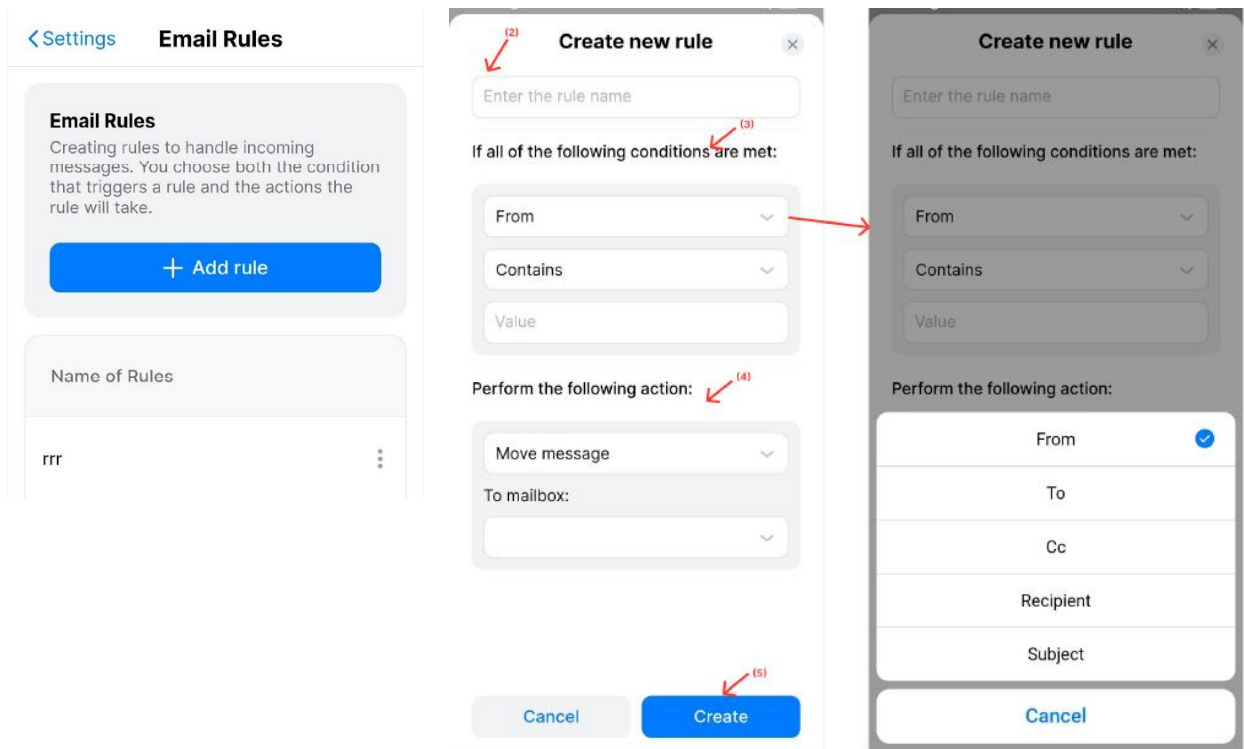 Settings
Email Rules
Email Rules
Creating rules to handle incoming
messages. You choose both the condition
that triggers a rule and the actions the
rule will take.
+ Add rule
Name of Rules
rrr
(2)
Create new rule
Enter the rule name
(3)
If all of the following conditions are met:
From
Contains
Value
(4)
Perform the following action:
Move message
To mailbox:
(5)
Cancel
Create
Create new rule
Enter the rule name
If all of the following conditions are met:
From
Contains
Value
Perform the following action:
From
To
Cc
Recipient
Subject
Cancel